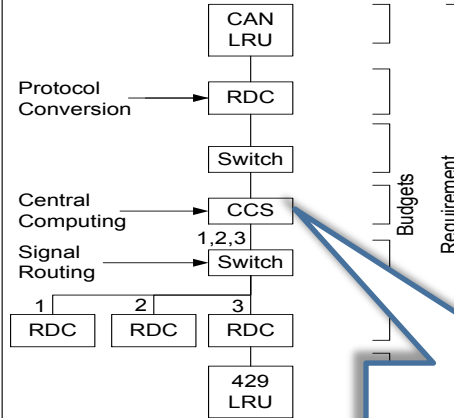 CAN
LRU
Protocol
Conversion
RDC
Switch
Central
Computing
CCS
1,2,3
Signal
Routing
Switch
1 2 3
RDC RDC RDC
429
LRU
Budgets
Requirement